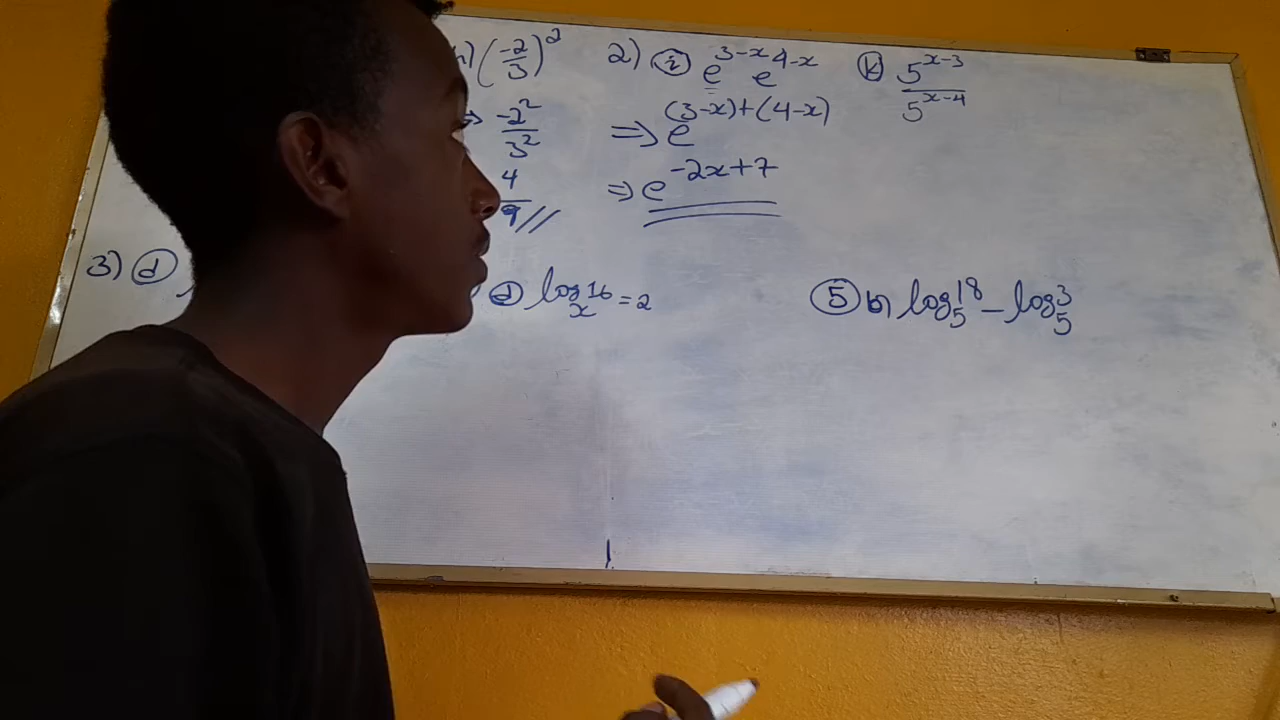 n) (-2/3)^2
⇒ -2^2/3^2
4/9 //
2) (i) e^{3-x} e^{4-x}
⇒ e^{(3-x)+(4-x)}
⇒ e^{-2x+7}
(k) 5^{x-3}/5^{x-4}
3) (d)
(d) log_x 16 = 2
(5) b) log_5 18 - log_5 3